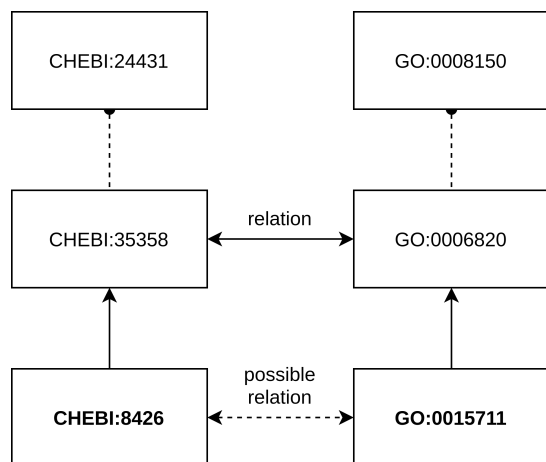 CHEBI:24431
GO:0008150
CHEBI:35358
relation
GO:0006820
CHEBI:8426
possible
relation
GO:0015711